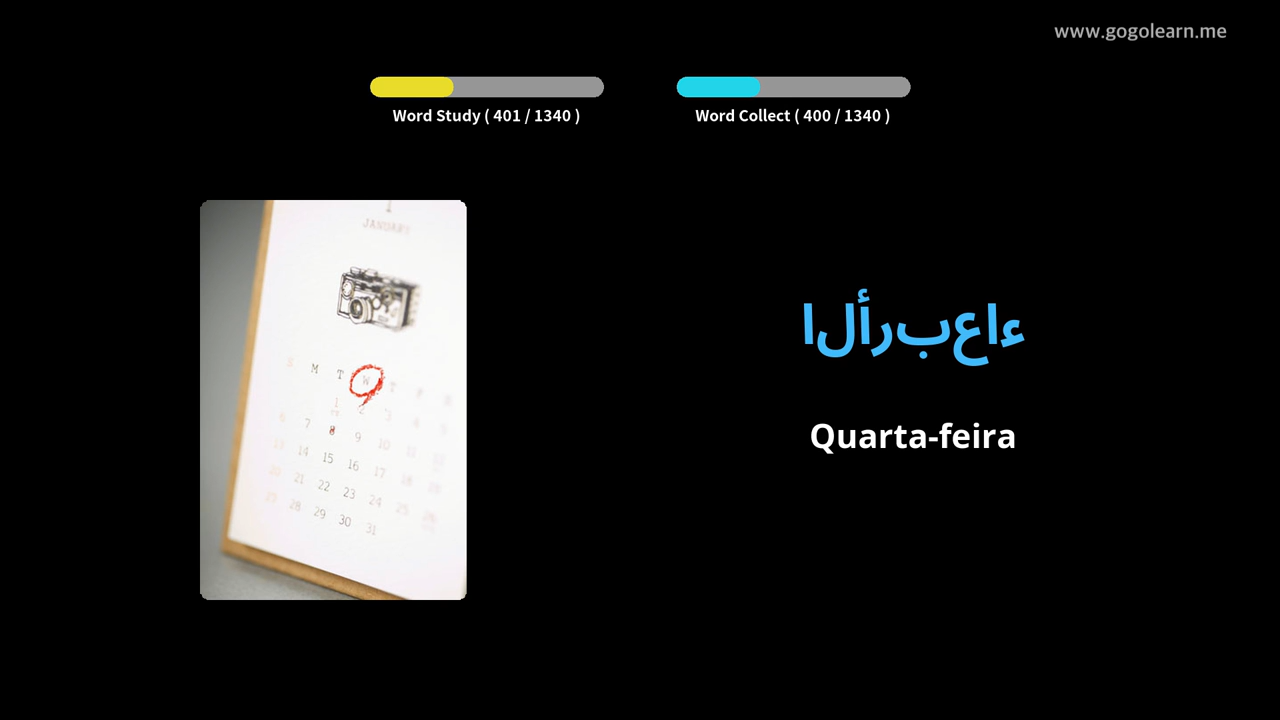 www.gogolearn.me
Word Study ( 401 / 1340 )
Word Collect ( 400 / 1340 )
JANUARY
S M T W T F S
1 2 3 4 5
6 7 8 9 10 11
13 14 15 16 17 18
21 22 23 24 25 26
28 29 30 31
الأربعاء
Quarta-feira